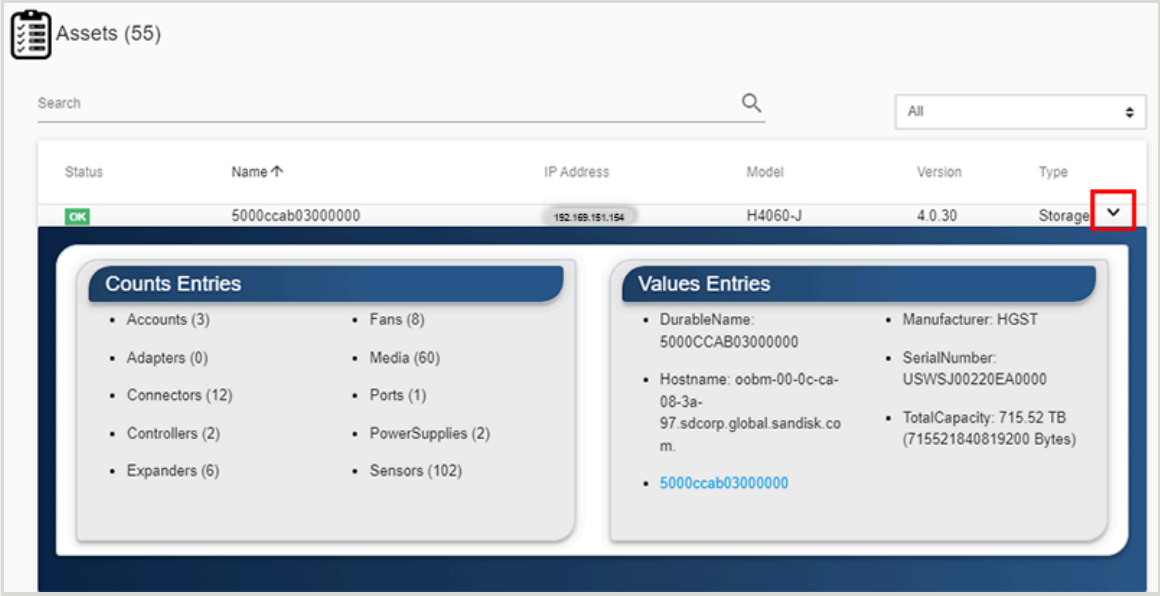 Assets (55)
Search
All
Status Name IP Address Model Version Type
OK 5000ccab03000000 192.169.151.154 H4060-J 4.0.30 Storage
Counts Entries
Accounts (3)
Adapters (0)
Connectors (12)
Controllers (2)
Expanders (6)
Fans (8)
Media (60)
Ports (1)
PowerSupplies (2)
Sensors (102)
Values Entries
DurableName:
5000CCAB03000000
Hostname: oobm-00-0c-ca-
08-3a-
97.sdcorp.global.sandisk.co
m.
5000ccab03000000
Manufacturer: HGST
SerialNumber:
USWSJ00220EA0000
TotalCapacity: 715.52 TB
(715521840819200 Bytes)